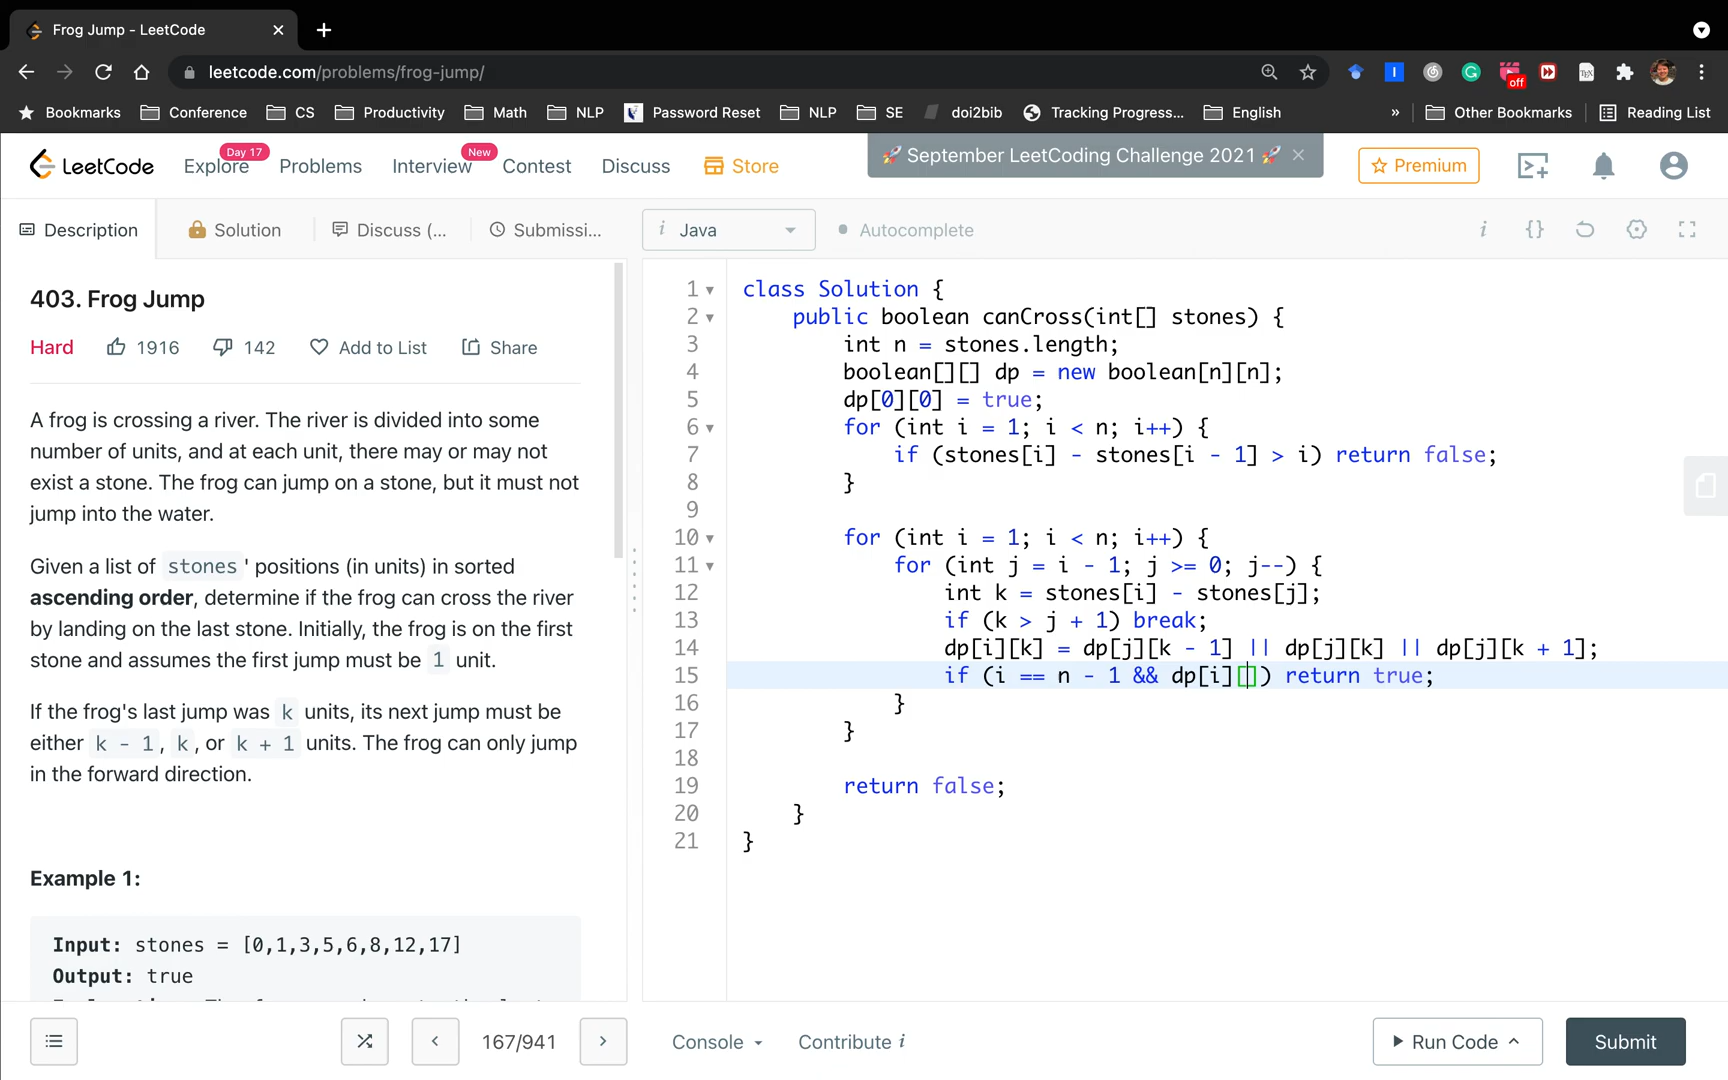 Frog Jump - LeetCode
leetcode.com/problems/frog-jump/
off
Bookmarks Conference CS Productivity Math NLP Password Reset NLP SE doi2bib Tracking Progress... English » Other Bookmarks Reading List
LeetCode Explore Day 17 Problems Interview New Contest Discuss Store
🚀 September LeetCoding Challenge 2021 🚀 ×
Premium
Description Solution Discuss (... Submissi...
i Java Autocomplete i {}
403. Frog Jump
Hard 1916 142 Add to List Share
A frog is crossing a river. The river is divided into some
number of units, and at each unit, there may or may not
exist a stone. The frog can jump on a stone, but it must not
jump into the water.
Given a list of stones ' positions (in units) in sorted
ascending order, determine if the frog can cross the river
by landing on the last stone. Initially, the frog is on the first
stone and assumes the first jump must be 1 unit.
If the frog's last jump was k units, its next jump must be
either k - 1, k, or k + 1 units. The frog can only jump
in the forward direction.
Example 1:
Input: stones = [0,1,3,5,6,8,12,17]
Output: true
1 class Solution {
2 public boolean canCross(int[] stones) {
3 int n = stones.length;
4 boolean[][] dp = new boolean[n][n];
5 dp[0][0] = true;
6 for (int i = 1; i < n; i++) {
7 if (stones[i] - stones[i - 1] > i) return false;
8 }
9
10 for (int i = 1; i < n; i++) {
11 for (int j = i - 1; j >= 0; j--) {
12 int k = stones[i] - stones[j];
13 if (k > j + 1) break;
14 dp[i][k] = dp[j][k - 1] || dp[j][k] || dp[j][k + 1];
15 if (i == n - 1 && dp[i][]) return true;
16 }
17 }
18
19 return false;
20 }
21 }
< 167/941 > Console Contribute i Run Code Submit